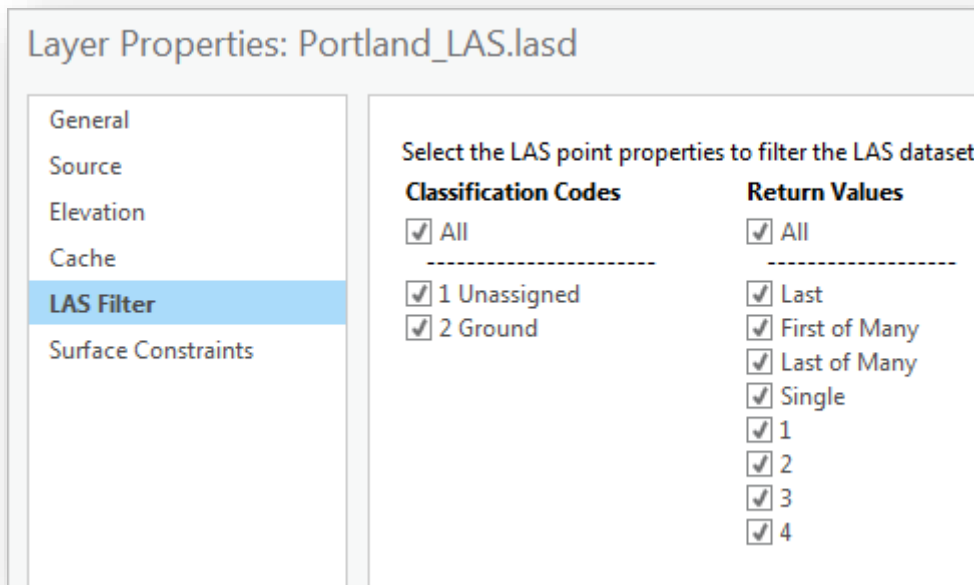 Layer Properties: Portland_LAS.lasd
General
Source
Elevation
Cache
LAS Filter
Surface Constraints
Select the LAS point properties to filter the LAS dataset
Classification Codes
All
-----------------------
1 Unassigned
2 Ground
Return Values
All
-------------------
Last
First of Many
Last of Many
Single
1
2
3
4